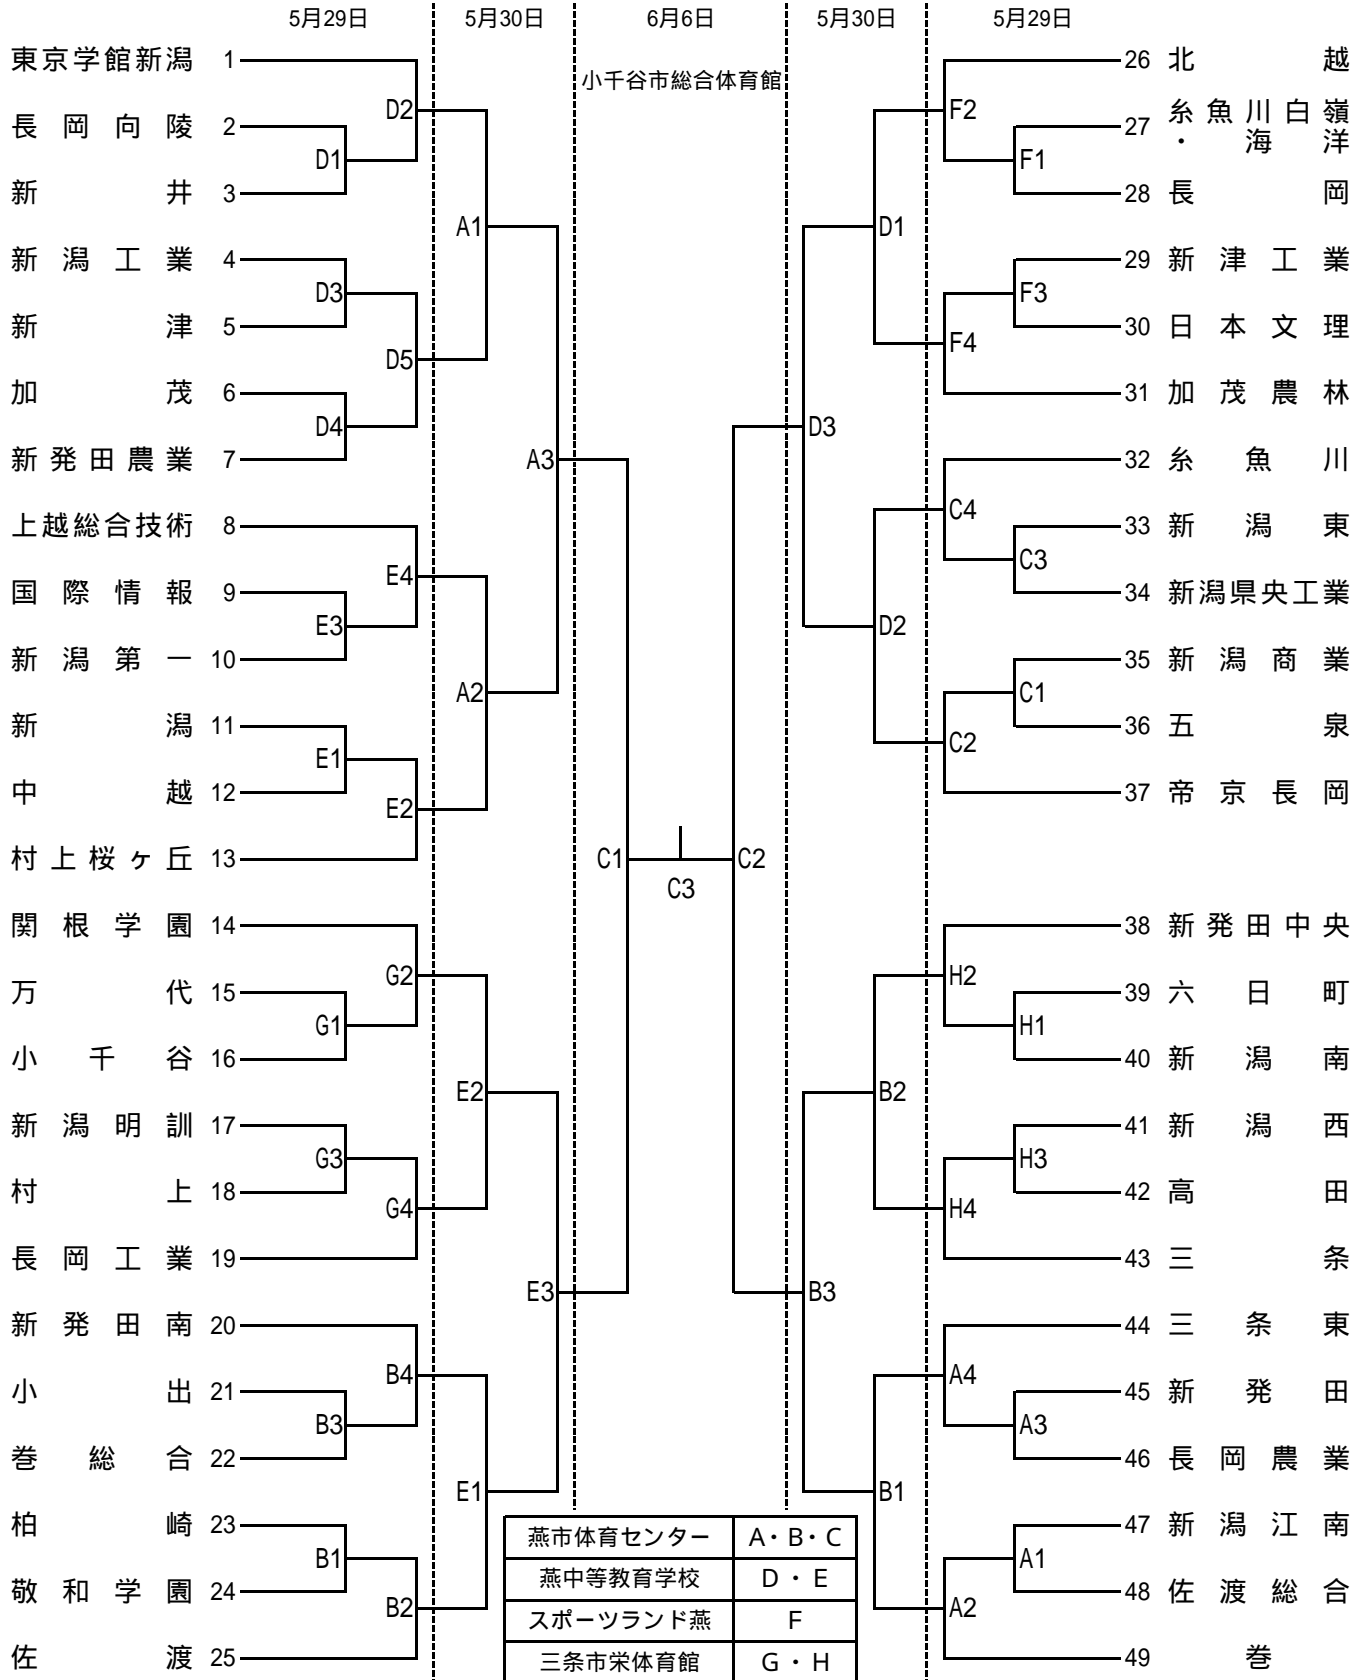 5月29日 5月30日 6月6日 5月30日 5月29日
小千谷市総合体育館
東京学館新潟 1
長岡向陵 2
新井 3
新潟工業 4
新津 5
加茂 6
新発田農業 7
上越総合技術 8
国際情報 9
新潟第一 10
新潟 11
中越 12
村上桜ヶ丘 13
関根学園 14
万代 15
小千谷 16
新潟明訓 17
村上 18
長岡工業 19
新発田南 20
小出 21
巻総合 22
柏崎 23
敬和学園 24
佐渡 25
D2
D1
D3
D5
D4
E4
E3
E1
E2
G2
G1
G3
G4
B4
B3
B1
B2
A1
A2
E2
E1
A3
E3
C1
C3
C2
D3
B3
D1
D2
B2
B1
F2
F1
F3
F4
C4
C3
C1
C2
H2
H1
H3
H4
A4
A3
A1
A2
26 北越
27 糸魚川白嶺
・海洋
28 長岡
29 新津工業
30 日本文理
31 加茂農林
32 糸魚川
33 新潟東
34 新潟県央工業
35 新潟商業
36 五泉
37 帝京長岡
38 新発田中央
39 六日町
40 新潟南
41 新潟西
42 高田
43 三条
44 三条東
45 新発田
46 長岡農業
47 新潟江南
48 佐渡総合
49 巻
燕市体育センター A・B・C
燕中等教育学校 D・E
スポーツランド燕 F
三条市栄体育館 G・H